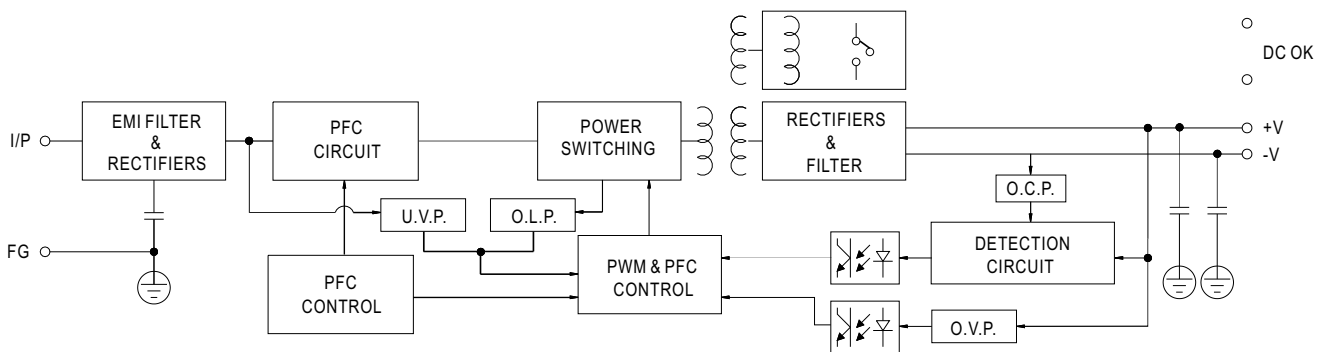 DC OK
I/P
EMI FILTER
&
RECTIFIERS
PFC
CIRCUIT
POWER
SWITCHING
RECTIFIERS
&
FILTER
+V
-V
O.C.P.
U.V.P.
O.L.P.
FG
PFC
CONTROL
PWM & PFC
CONTROL
DETECTION
CIRCUIT
O.V.P.